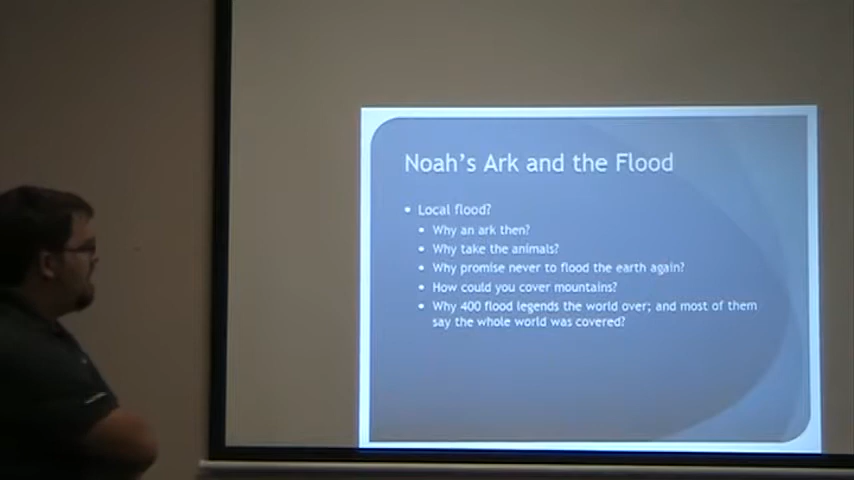 Noah's Ark and the Flood
• Local flood?
• Why an ark then?
• Why take the animals?
• Why promise never to flood the earth again?
• How could you cover mountains?
• Why 400 flood legends the world over; and most of them
say the whole world was covered?